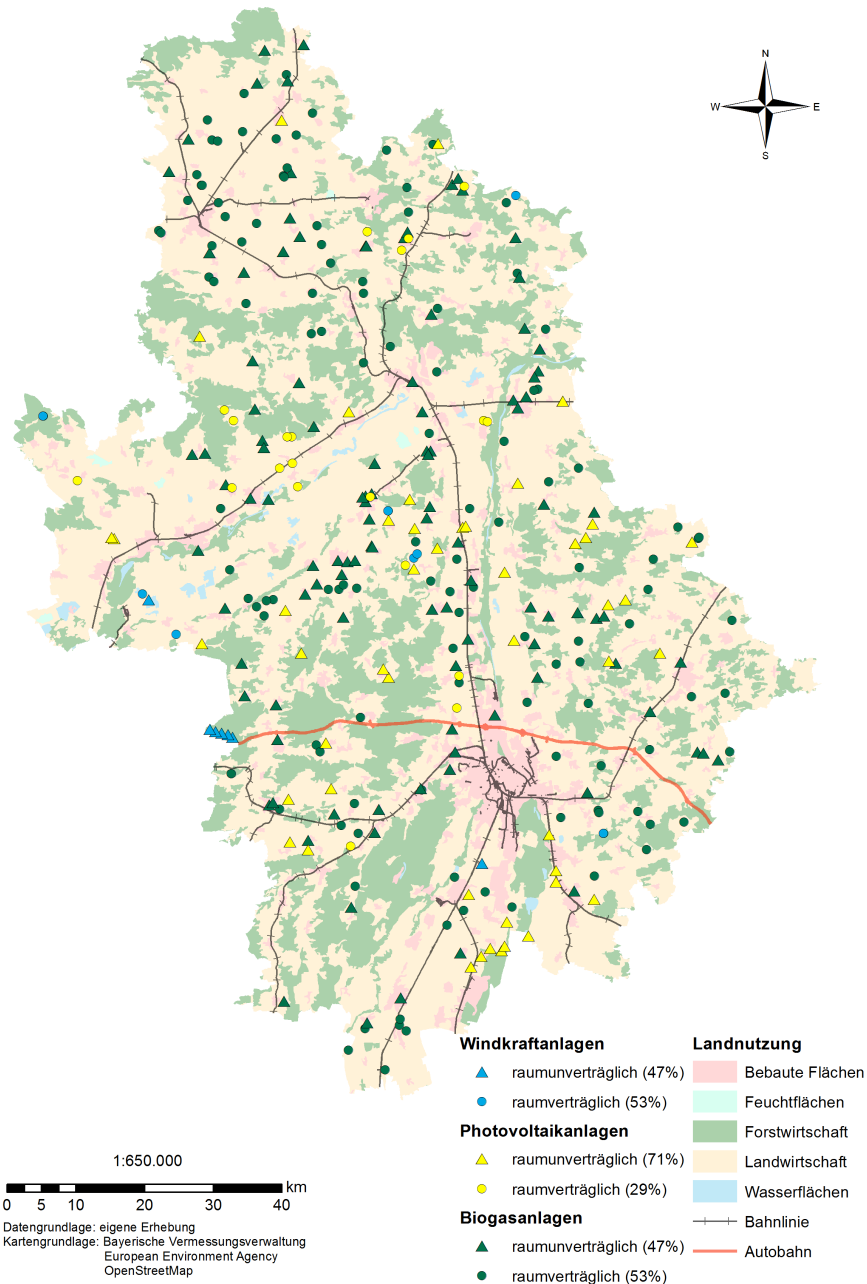 N
W
E
S
Windkraftanlagen
raumunverträglich (47%)
raumverträglich (53%)
Photovoltaikanlagen
raumunverträglich (71%)
raumverträglich (29%)
Biogasanlagen
raumunverträglich (47%)
raumverträglich (53%)
Landnutzung
Bebaute Flächen
Feuchtflächen
Forstwirtschaft
Landwirtschaft
Wasserflächen
Bahnlinie
Autobahn
1:650.000
km
0 5 10 20 30 40
Datengrundlage: eigene Erhebung
Kartengrundlage: Bayerische Vermessungsverwaltung
European Environment Agency
OpenStreetMap